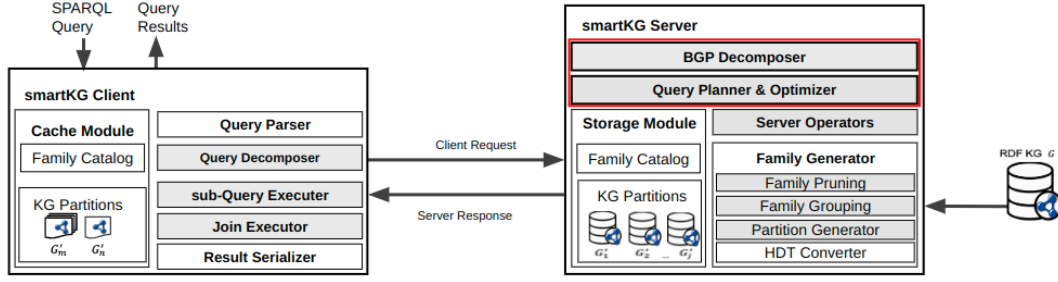 SPARQL
Query
Query
Results
smartKG Client
Cache Module
Family Catalog
KG Partitions
G'm
G'n
Query Parser
Query Decomposer
sub-Query Executer
Join Executor
Result Serializer
Client Request
Server Response
smartKG Server
BGP Decomposer
Query Planner & Optimizer
Storage Module
Family Catalog
KG Partitions
G'1 G'2 _ G'j
Server Operators
Family Generator
Family Pruning
Family Grouping
Partition Generator
HDT Converter
RDF KG G